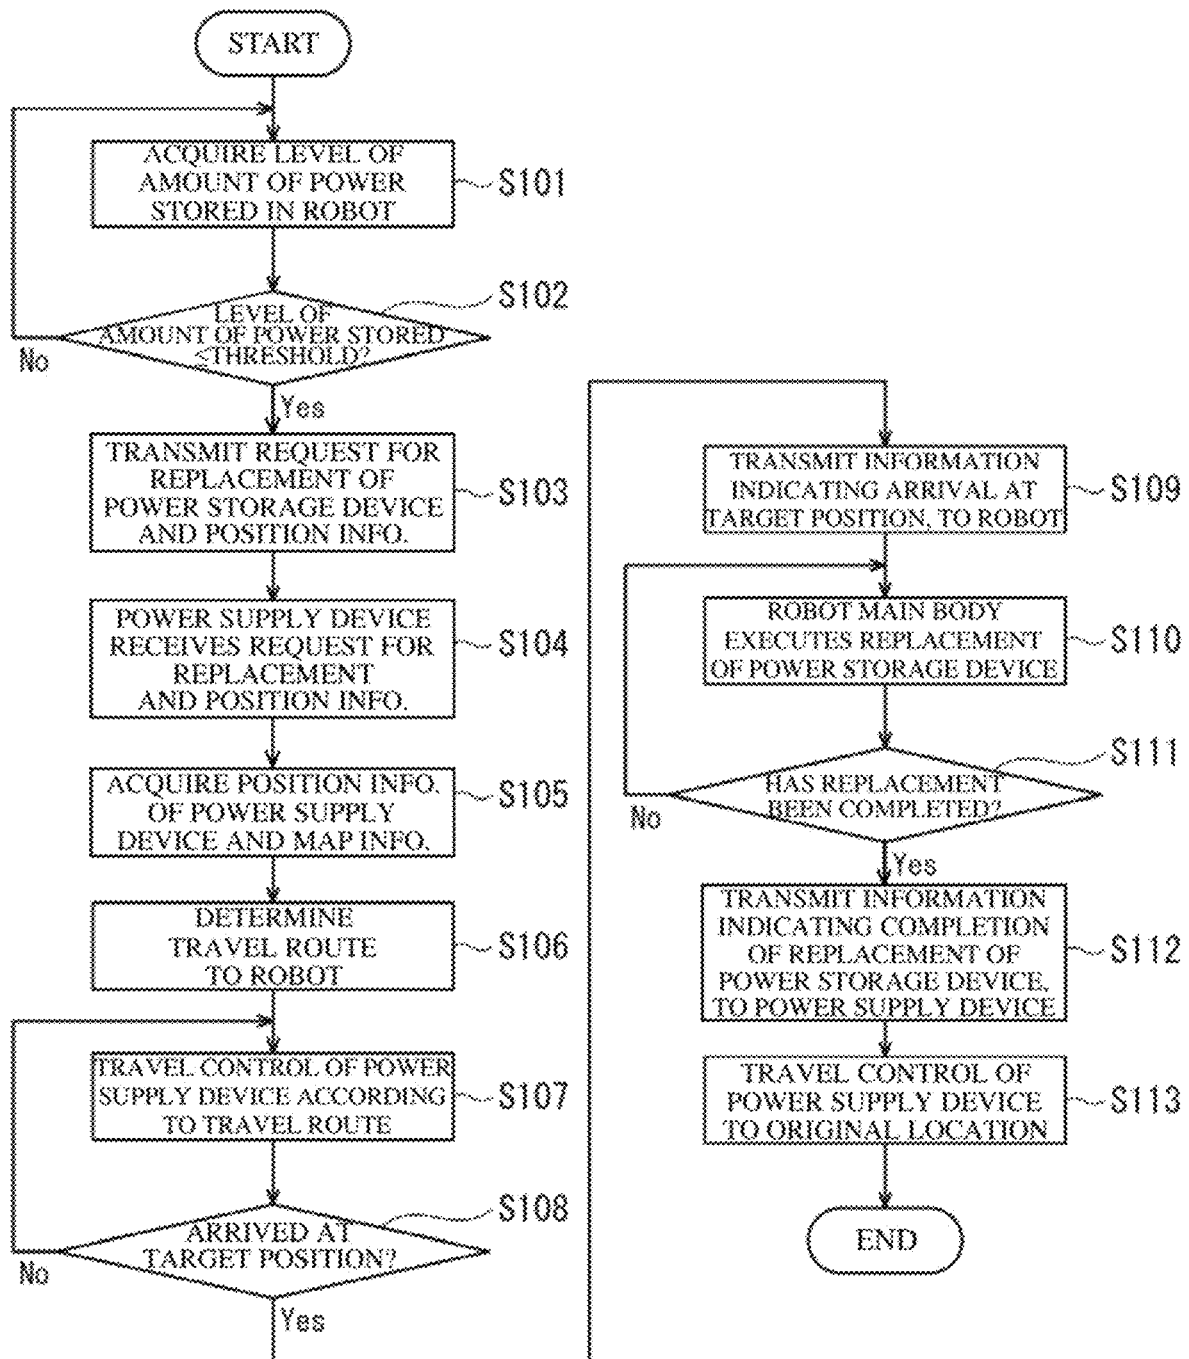 START
ACQUIRE LEVEL OF
AMOUNT OF POWER
STORED IN ROBOT
S101
S102
LEVEL OF
AMOUNT OF POWER STORED
≤THRESHOLD?
No
Yes
TRANSMIT REQUEST FOR
REPLACEMENT OF
POWER STORAGE DEVICE
AND POSITION INFO.
S103
POWER SUPPLY DEVICE
RECEIVES REQUEST FOR
REPLACEMENT
AND POSITION INFO.
S104
ACQUIRE POSITION INFO.
OF POWER SUPPLY
DEVICE AND MAP INFO.
S105
DETERMINE
TRAVEL ROUTE
TO ROBOT
S106
TRAVEL CONTROL OF POWER
SUPPLY DEVICE ACCORDING
TO TRAVEL ROUTE
S107
S108
ARRIVED AT
TARGET POSITION?
No
Yes
TRANSMIT INFORMATION
INDICATING ARRIVAL AT
TARGET POSITION, TO ROBOT
S109
ROBOT MAIN BODY
EXECUTES REPLACEMENT
OF POWER STORAGE DEVICE
S110
S111
HAS REPLACEMENT
BEEN COMPLETED?
No
Yes
TRANSMIT INFORMATION
INDICATING COMPLETION
OF REPLACEMENT OF
POWER STORAGE DEVICE,
TO POWER SUPPLY DEVICE
S112
TRAVEL CONTROL OF
POWER SUPPLY DEVICE
TO ORIGINAL LOCATION
S113
END